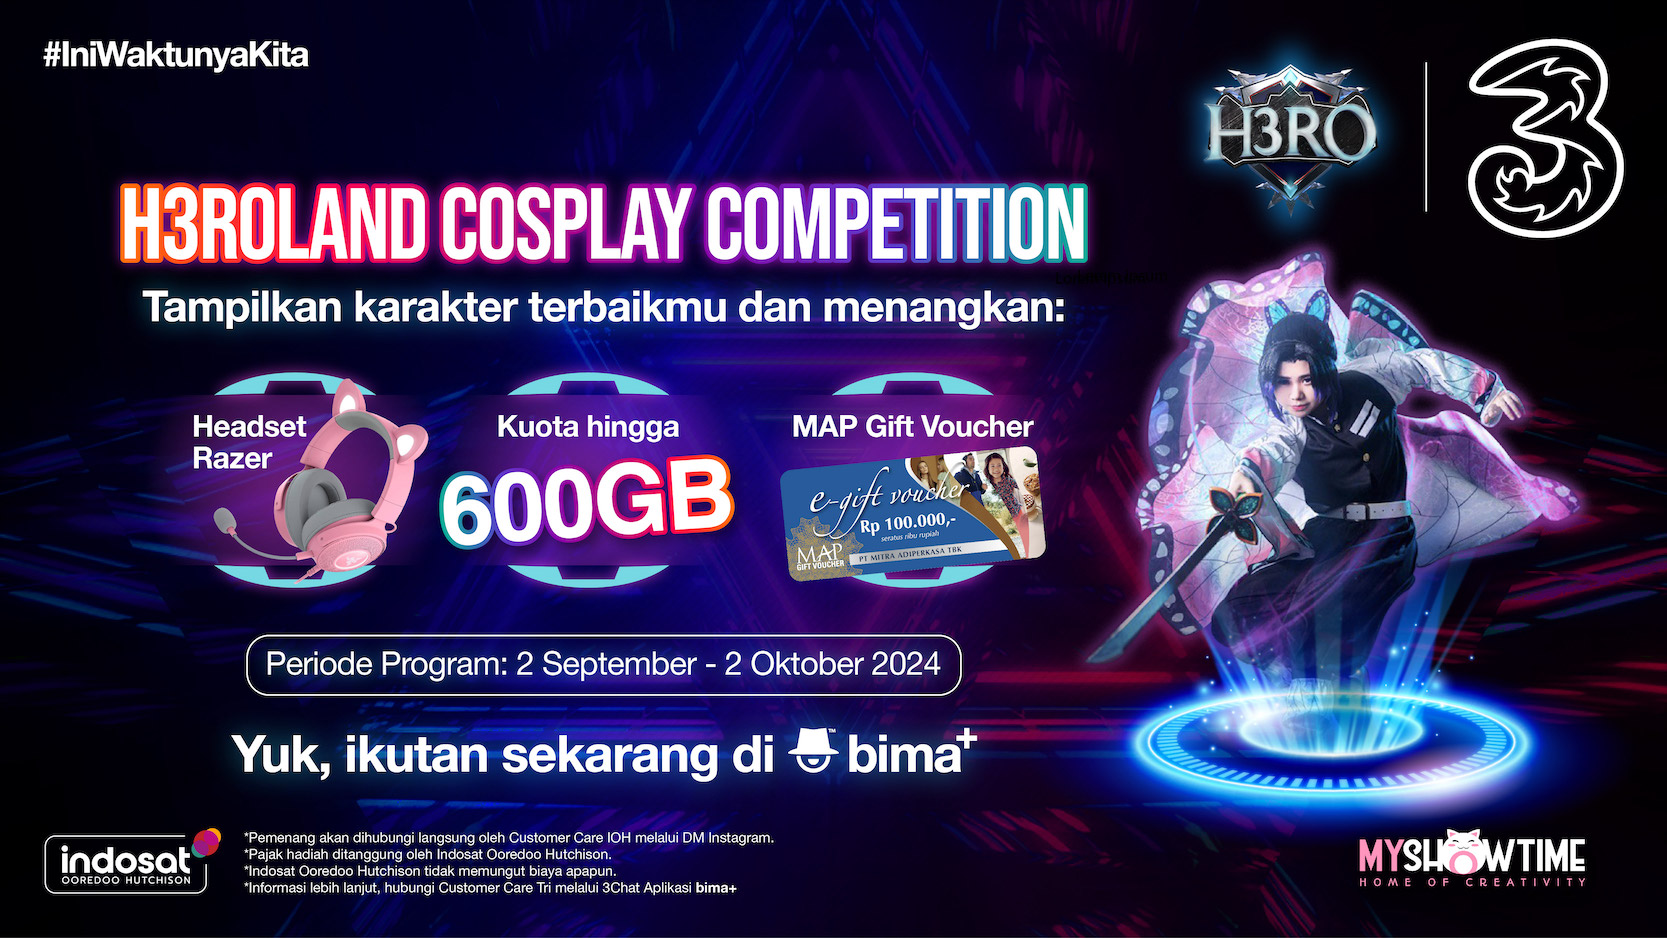 #IniWaktunyaKita
H3RO
3
H3ROLAND COSPLAY COMPETITION
Tampilkan karakter terbaikmu dan menangkan:
Headset
Razer
Kuota hingga
600GB
MAP Gift Voucher
e-gift voucher
Rp 100.000,-
seratus ribu rupiah
MAP
GIFT VOUCHER
PT MITRA ADIPERKASA TBK
Periode Program: 2 September - 2 Oktober 2024
Yuk, ikutan sekarang di bima+
TM
indosat
OOREDOO HUTCHISON
*Pemenang akan dihubungi langsung oleh Customer Care IOH melalui DM Instagram.
*Pajak hadiah ditanggung oleh Indosat Ooredoo Hutchison.
*Indosat Ooredoo Hutchison tidak memungut biaya apapun.
*Informasi lebih lanjut, hubungi Customer Care Tri melalui 3Chat Aplikasi bima+
MYSHOWTIME
HOME OF CREATIVITY